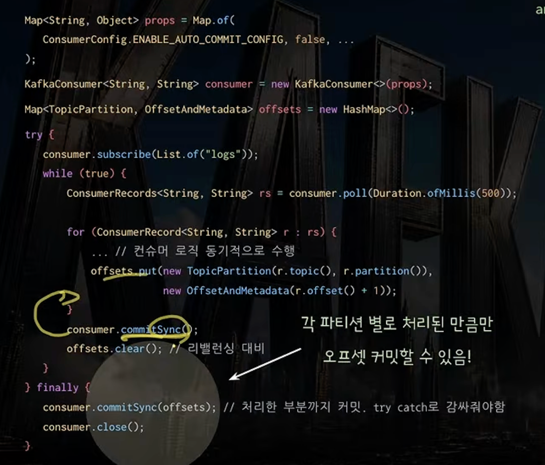 ar
Map<String, Object> props = Map.of(
ConsumerConfig.ENABLE_AUTO_COMMIT_CONFIG, false, ...
);
KafkaConsumer<String, String> consumer = new KafkaConsumer<>(props);
Map<TopicPartition, OffsetAndMetadata> offsets = new HashMap<>();
try {
consumer.subscribe(List.of("logs"));
while (true) {
ConsumerRecords<String, String> rs = consumer.poll(Duration.ofMillis(500));
for (ConsumerRecord<String, String> r : rs) {
... // 컨슈머 로직 동기적으로 수행
offsets.put(new TopicPartition(r.topic(), r.partition()),
new OffsetAndMetadata(r.offset() + 1));
}
consumer.commitSync();
offsets.clear(); // 리밸런싱 대비
}
각 파티션 별로 처리된 만큼만
오프셋 커밋할 수 있음!
} finally {
consumer.commitSync(offsets); // 처리한 부분까지 커밋. try catch로 감싸줘야함
consumer.close();
}
KAFK